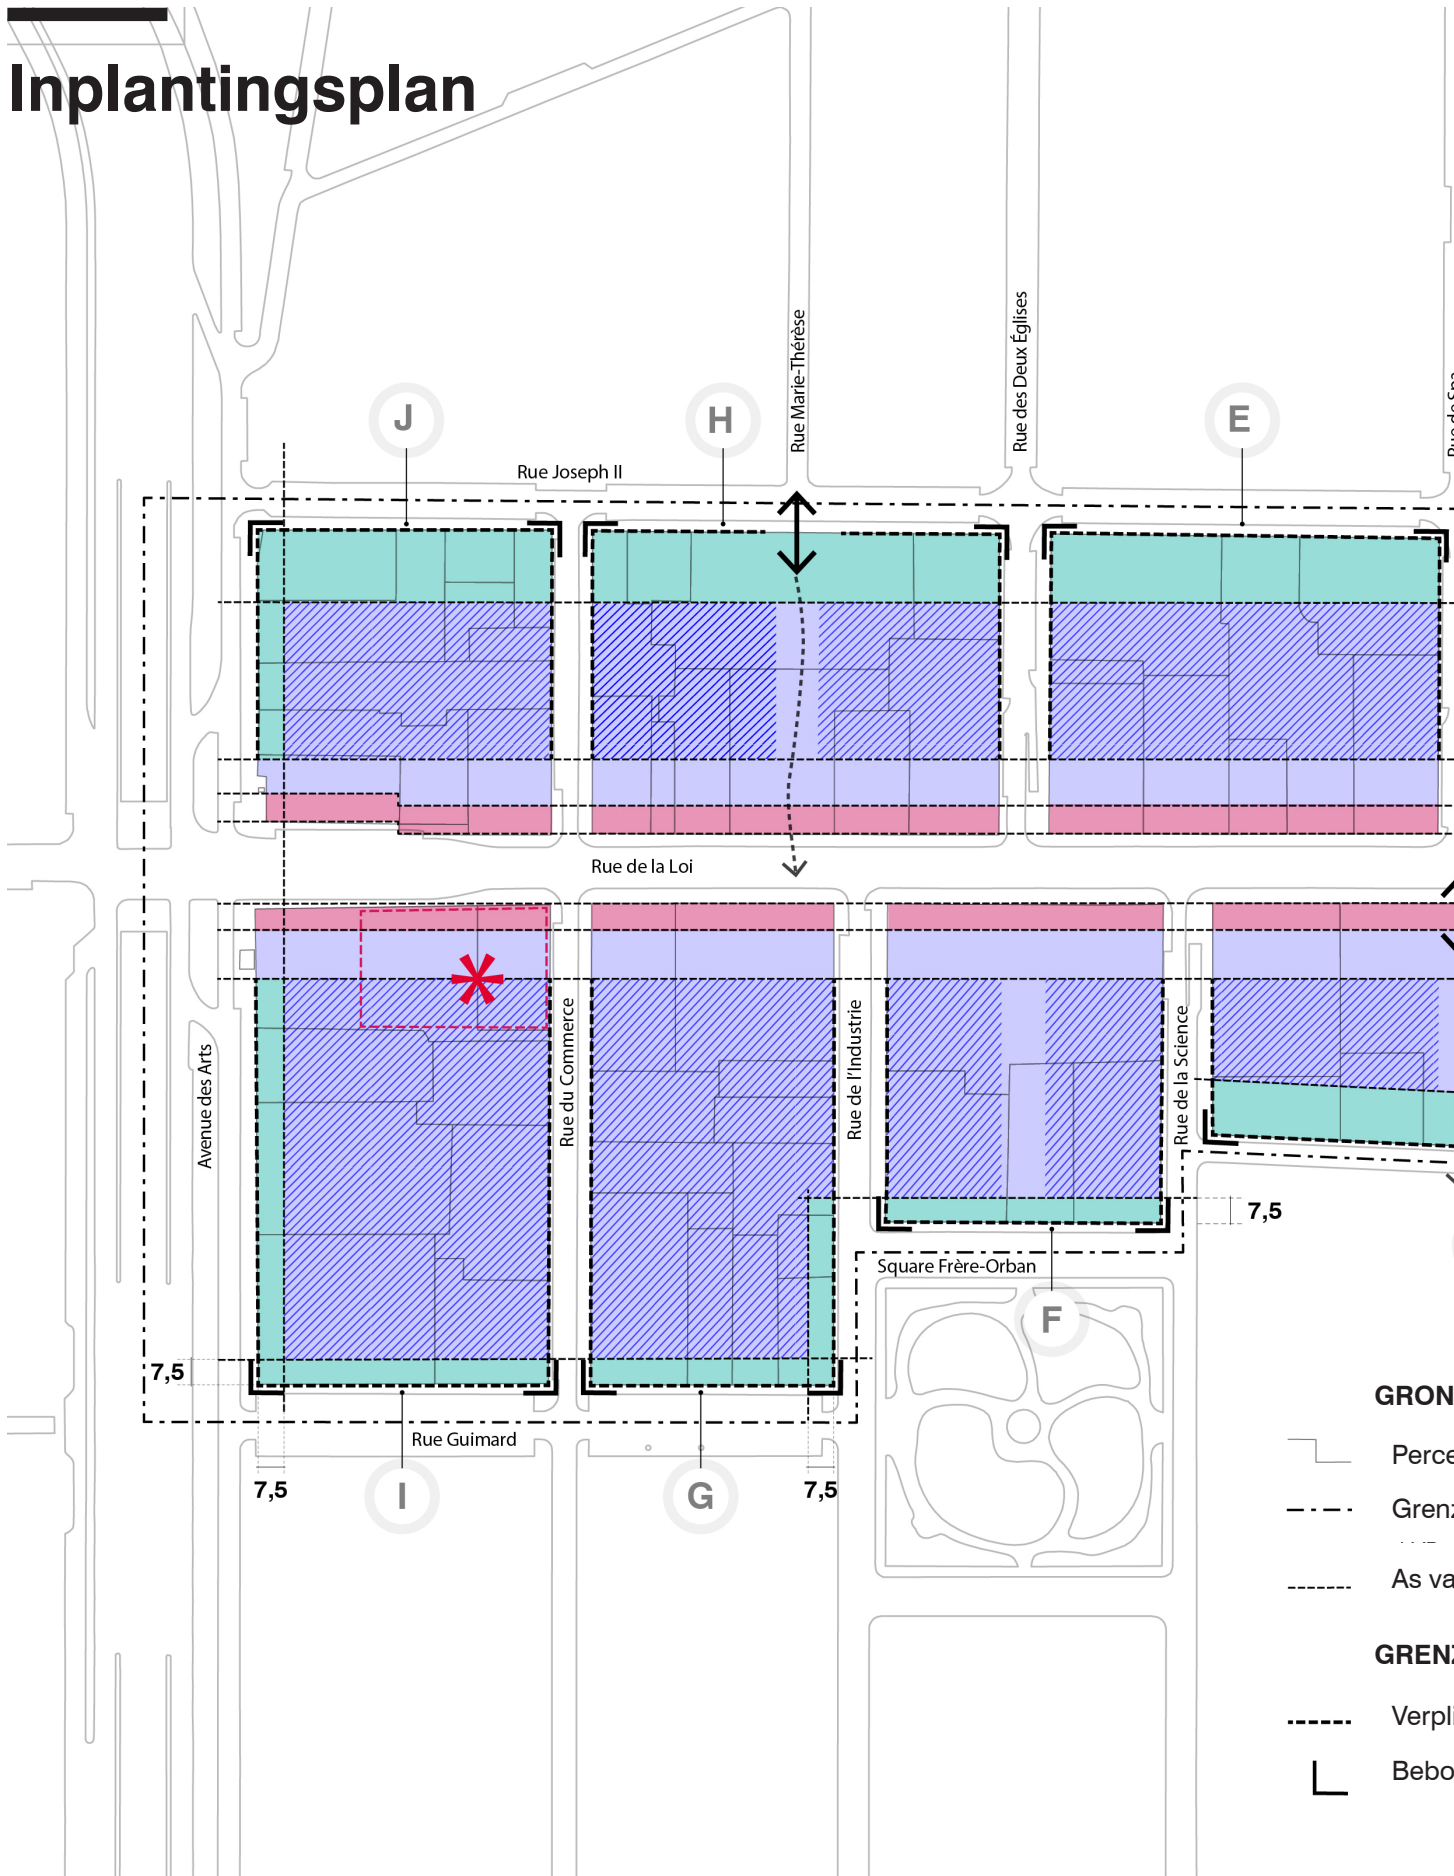 Inplantingsplan
Rue Marie-Thérèse
Rue des Deux Églises
J
H
E
Rue Joseph II
Rue de la Loi
Avenue des Arts
Rue du Commerce
Rue de l'Industrie
Rue de la Science
*
7,5
Square Frère-Orban
F
7,5
Rue Guimard
7,5
I
G
7,5
GRON
Perce
Grenz
As va
GRENZ
Verpli
Bebo